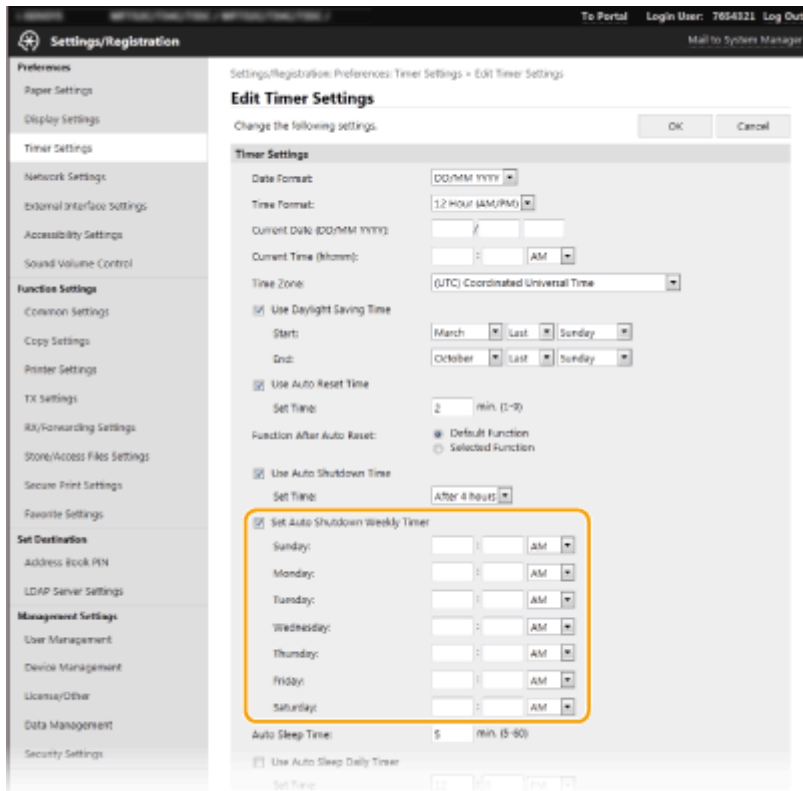 To Portal Login User: 7654321 Log Out
Settings/Registration
Mail to System Manager
Preferences
Paper Settings
Display Settings
Timer Settings
Network Settings
External Interface Settings
Accessibility Settings
Sound Volume Control
Function Settings
Common Settings
Copy Settings
Printer Settings
TX Settings
RX/Forwarding Settings
Store/Access Files Settings
Secure Print Settings
Favorite Settings
Set Destination
Address Book PIN
LDAP Server Settings
Management Settings
User Management
Device Management
License/Other
Data Management
Security Settings
Settings/Registration: Preferences: Timer Settings > Edit Timer Settings
Edit Timer Settings
Change the following settings.
OK
Cancel
Timer Settings
Date Format: DD/MM YYYY
Time Format: 12 Hour (AM/PM)
Current Date (DD/MM YYYY): /
Current Time (hh:mm): : AM
Time Zone: (UTC) Coordinated Universal Time
Use Daylight Saving Time
Start: March Last Sunday
End: October Last Sunday
Use Auto Reset Time
Set Time: 2 min. (1-9)
Function After Auto Reset: Default Function
Selected Function
Use Auto Shutdown Time
Set Time: After 4 hours
Set Auto Shutdown Weekly Timer
Sunday: : AM
Monday: : AM
Tuesday: : AM
Wednesday: : AM
Thursday: : AM
Friday: : AM
Saturday: : AM
Auto Sleep Time: 5 min. (5-60)
Use Auto Sleep Daily Timer
Set Time: 12 : PM